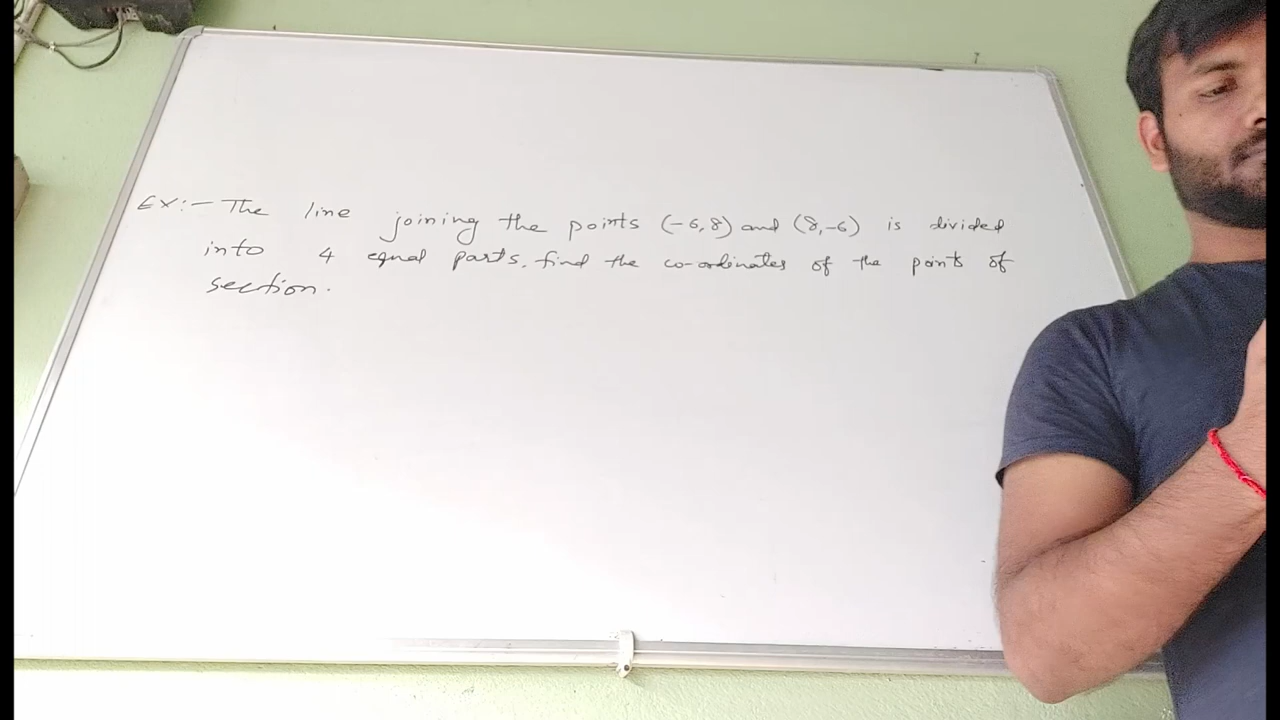 Ex:- The line joining the points (-6,8) and (8,-6) is divided
into 4 equal parts, find the co-ordinates of the points of
section.